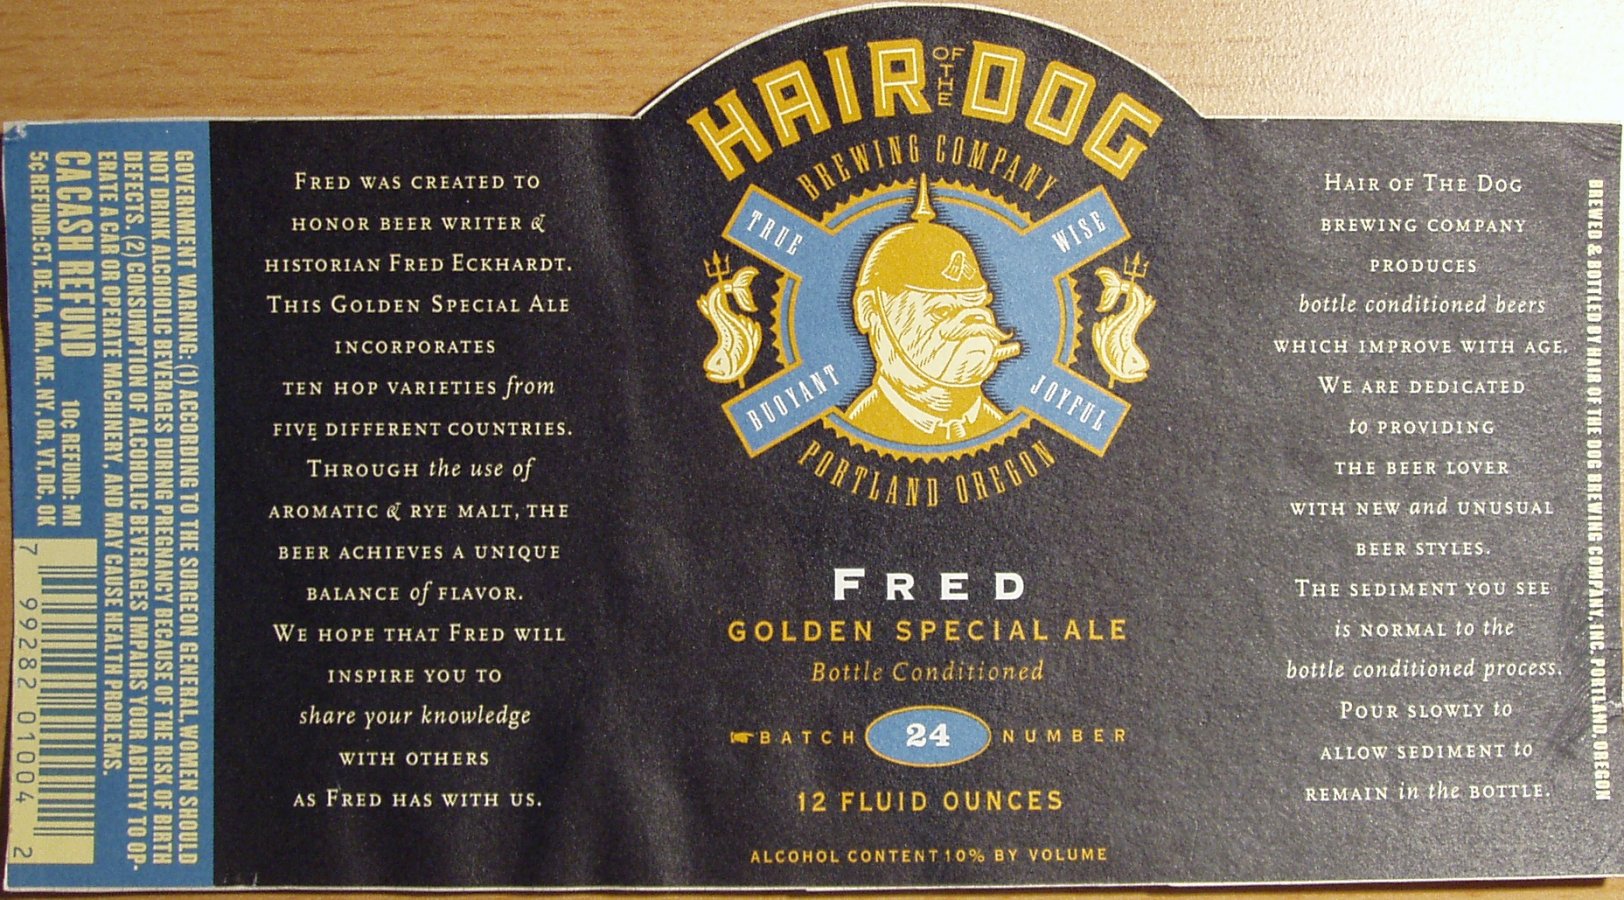 GOVERNMENT WARNING: (1) ACCORDING TO THE SURGEON GENERAL, WOMEN SHOULD
NOT DRINK ALCOHOLIC BEVERAGES DURING PREGNANCY BECAUSE OF THE RISK OF BIRTH
DEFECTS. (2) CONSUMPTION OF ALCOHOLIC BEVERAGES IMPAIRS YOUR ABILITY TO OP-
ERATE A CAR OR OPERATE MACHINERY, AND MAY CAUSE HEALTH PROBLEMS.
CA CASH REFUND 10¢ REFUND: MI
5¢ REFUND: CT, DE, IA, MA, ME, NY, OR, VT, DC, OK
7 99282 01004 2
FRED WAS CREATED TO
HONOR BEER WRITER &
HISTORIAN FRED ECKHARDT.
THIS GOLDEN SPECIAL ALE
INCORPORATES
TEN HOP VARIETIES from
FIVE DIFFERENT COUNTRIES.
THROUGH the use of
AROMATIC & RYE MALT, THE
BEER ACHIEVES A UNIQUE
BALANCE of FLAVOR.
WE HOPE THAT FRED WILL
INSPIRE YOU TO
share your knowledge
WITH OTHERS
AS FRED HAS WITH US.
HAIR OF THE DOG
BREWING COMPANY
TRUE
WISE
BUOYANT
JOYFUL
PORTLAND OREGON
FRED
GOLDEN SPECIAL ALE
Bottle Conditioned
BATCH 24 NUMBER
12 FLUID OUNCES
ALCOHOL CONTENT 10% BY VOLUME
HAIR OF THE DOG
BREWING COMPANY
PRODUCES
bottle conditioned beers
WHICH IMPROVE WITH AGE.
WE ARE DEDICATED
to PROVIDING
THE BEER LOVER
WITH NEW and UNUSUAL
BEER STYLES.
THE SEDIMENT YOU SEE
is NORMAL to the
bottle conditioned process.
POUR SLOWLY to
ALLOW SEDIMENT to
REMAIN in the BOTTLE.
BREWED & BOTTLED BY HAIR OF THE DOG BREWING COMPANY, INC. PORTLAND, OREGON